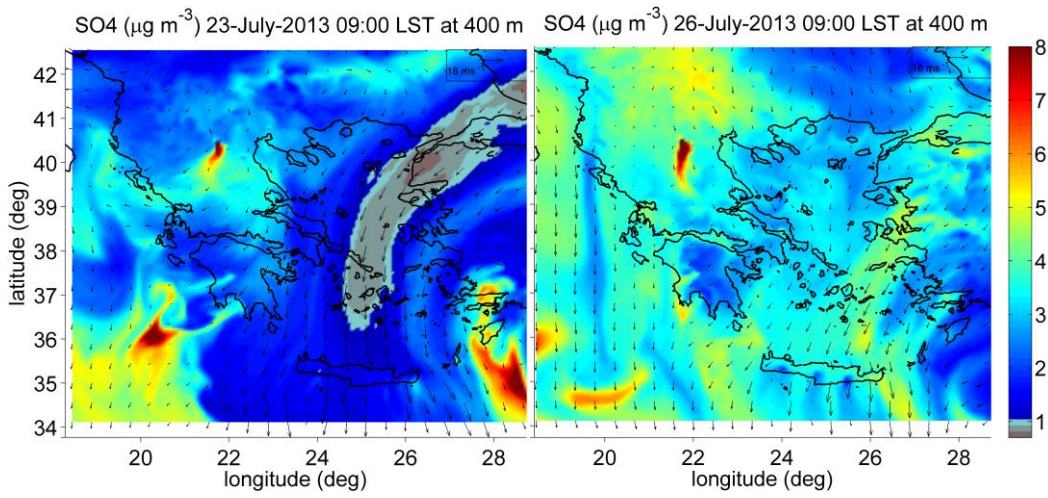 SO4 (µg m⁻³) 23-July-2013 09:00 LST at 400 m
SO4 (µg m⁻³) 26-July-2013 09:00 LST at 400 m
18 ms
18 ms
latitude (deg)
42
41
40
39
38
37
36
35
34
20 22 24 26 28
longitude (deg)
20 22 24 26 28
longitude (deg)
8
7
6
5
4
3
2
1